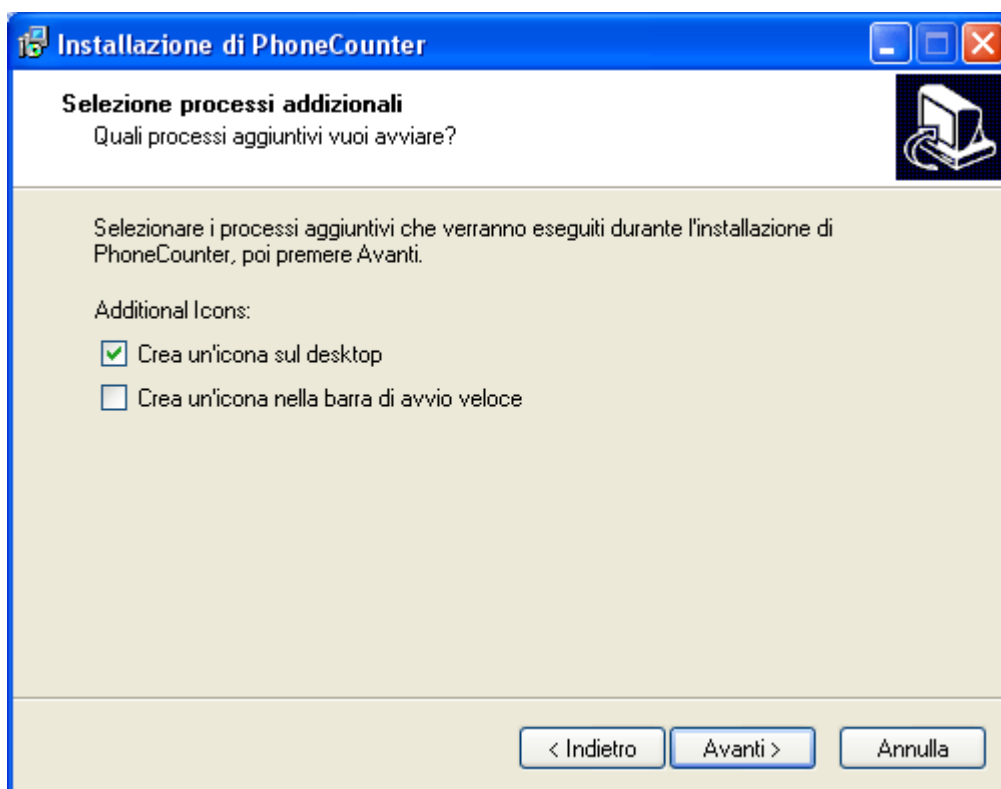 Installazione di PhoneCounter
Selezione processi addizionali
Quali processi aggiuntivi vuoi avviare?
Selezionare i processi aggiuntivi che verranno eseguiti durante l'installazione di
PhoneCounter, poi premere Avanti.
Additional Icons:
Crea un'icona sul desktop
Crea un'icona nella barra di avvio veloce
< Indietro
Avanti >
Annulla